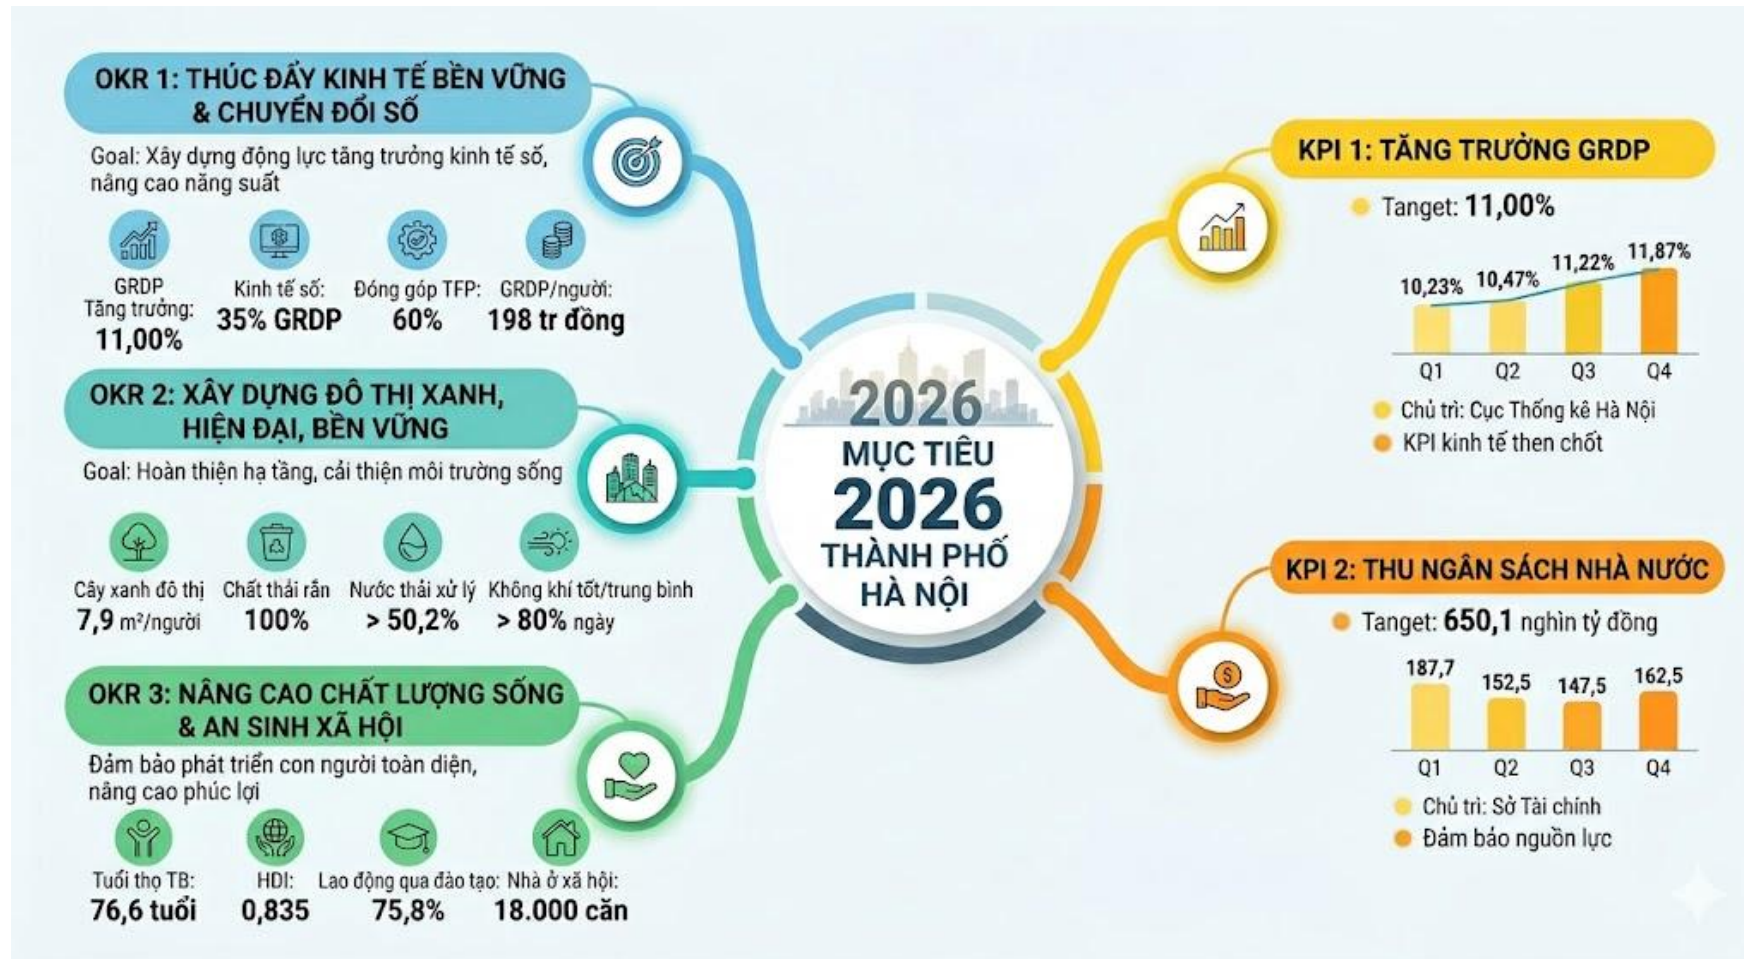 OKR 1: THÚC ĐẨY KINH TẾ BỀN VỮNG
& CHUYỂN ĐỔI SỐ
Goal: Xây dựng động lực tăng trưởng kinh tế số,
nâng cao năng suất
GRDP
Tăng trưởng:
11,00%
Kinh tế số:
35% GRDP
Đóng góp TFP:
60%
GRDP/người:
198 tr đồng
OKR 2: XÂY DỰNG ĐÔ THỊ XANH,
HIỆN ĐẠI, BỀN VỮNG
Goal: Hoàn thiện hạ tầng, cải thiện môi trường sống
Cây xanh đô thị
7,9 m²/người
Chất thải rắn
100%
Nước thải xử lý
> 50,2%
Không khí tốt/trung bình
> 80% ngày
OKR 3: NÂNG CAO CHẤT LƯỢNG SỐNG
& AN SINH XÃ HỘI
Đảm bảo phát triển con người toàn diện,
nâng cao phúc lợi
Tuổi thọ TB:
76,6 tuổi
HDI:
0,835
Lao động qua đào tạo:
75,8%
Nhà ở xã hội:
18.000 căn
2026
MỤC TIÊU
2026
THÀNH PHỐ
HÀ NỘI
KPI 1: TĂNG TRƯỞNG GRDP
Tanget: 11,00%
10,23% 10,47% 11,22% 11,87%
Q1 Q2 Q3 Q4
Chủ trì: Cục Thống kê Hà Nội
KPI kinh tế then chốt
KPI 2: THU NGÂN SÁCH NHÀ NƯỚC
Tanget: 650,1 nghìn tỷ đồng
187,7 152,5 147,5 162,5
Q1 Q2 Q3 Q4
Chủ trì: Sở Tài chính
Đảm bảo nguồn lực